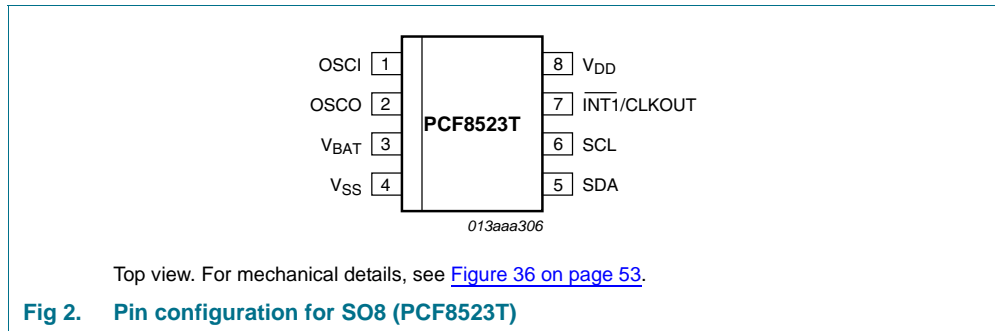 OSCI 1 8 VDD
OSCO 2 7 INT1/CLKOUT
PCF8523T
VBAT 3 6 SCL
VSS 4 5 SDA
013aaa306
Top view. For mechanical details, see Figure 36 on page 53.
Fig 2. Pin configuration for SO8 (PCF8523T)